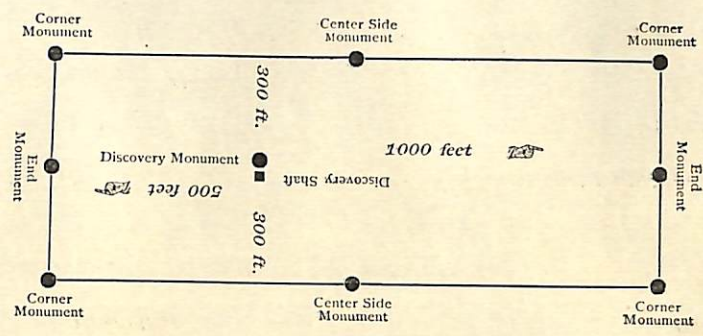 Corner
Monument
Center Side
Monument
Corner
Monument
300 ft.
1000 feet
End
Monument
Discovery Monument
Discovery Shaft
500 feet
End
Monument
300 ft.
Corner
Monument
Center Side
Monument
Corner
Monument